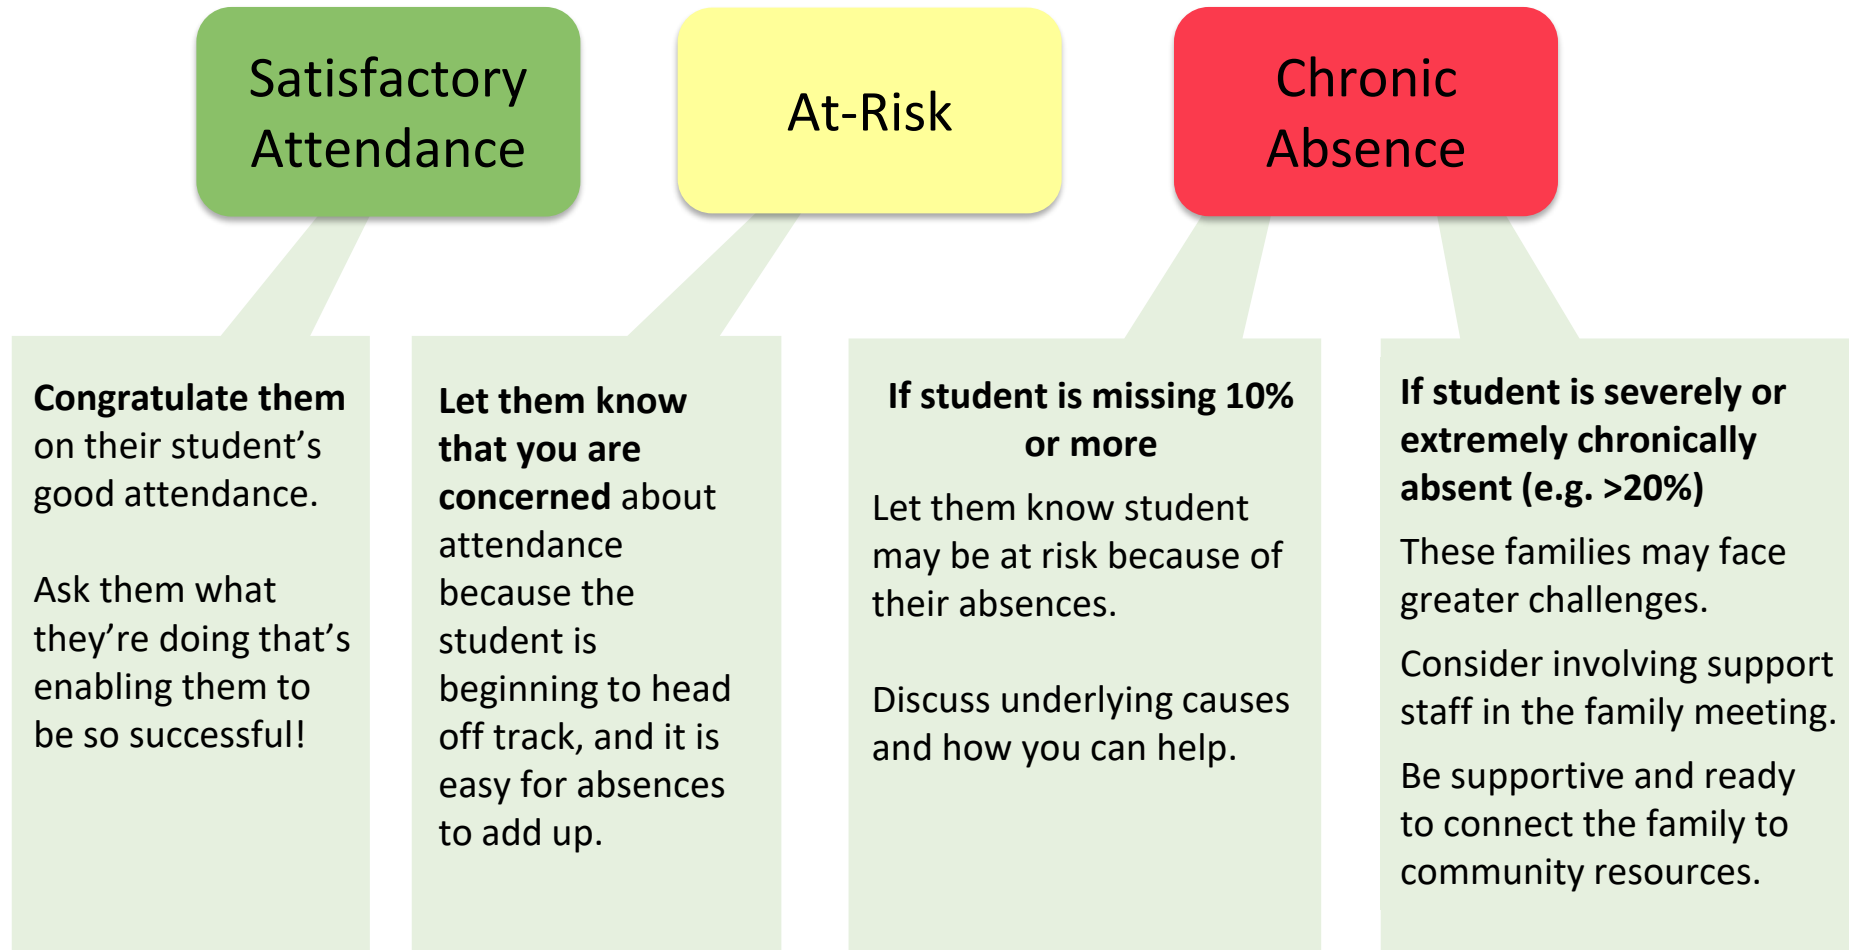 Satisfactory
Attendance
At-Risk
Chronic
Absence
Congratulate them
on their student’s
good attendance.
Ask them what
they’re doing that’s
enabling them to
be so successful!
Let them know
that you are
concerned about
attendance
because the
student is
beginning to head
off track, and it is
easy for absences
to add up.
If student is missing 10%
or more
Let them know student
may be at risk because of
their absences.
Discuss underlying causes
and how you can help.
If student is severely or
extremely chronically
absent (e.g. >20%)
These families may face
greater challenges.
Consider involving support
staff in the family meeting.
Be supportive and ready
to connect the family to
community resources.